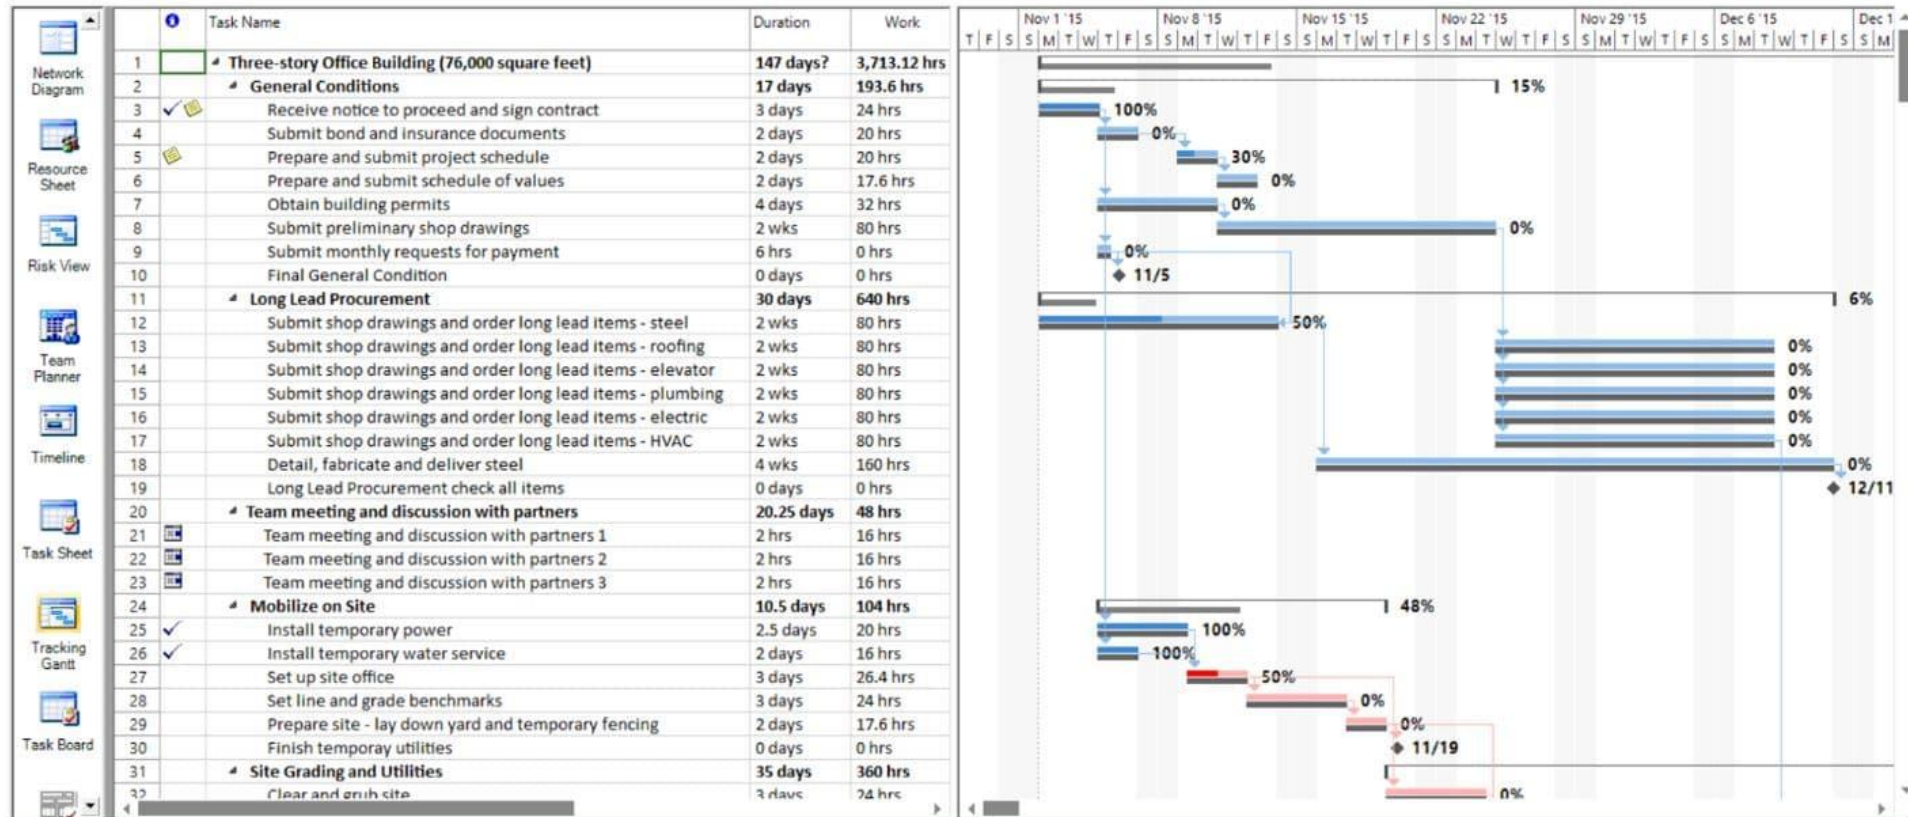 Network
Diagram
Resource
Sheet
Risk View
Team
Planner
Timeline
Task Sheet
Tracking
Gantt
Task Board
Task Name Duration Work
1 Three-story Office Building (76,000 square feet) 147 days? 3,713.12 hrs
2 General Conditions 17 days 193.6 hrs
3 Receive notice to proceed and sign contract 3 days 24 hrs
4 Submit bond and insurance documents 2 days 20 hrs
5 Prepare and submit project schedule 2 days 20 hrs
6 Prepare and submit schedule of values 2 days 17.6 hrs
7 Obtain building permits 4 days 32 hrs
8 Submit preliminary shop drawings 2 wks 80 hrs
9 Submit monthly requests for payment 6 hrs 0 hrs
10 Final General Condition 0 days 0 hrs
11 Long Lead Procurement 30 days 640 hrs
12 Submit shop drawings and order long lead items - steel 2 wks 80 hrs
13 Submit shop drawings and order long lead items - roofing 2 wks 80 hrs
14 Submit shop drawings and order long lead items - elevator 2 wks 80 hrs
15 Submit shop drawings and order long lead items - plumbing 2 wks 80 hrs
16 Submit shop drawings and order long lead items - electric 2 wks 80 hrs
17 Submit shop drawings and order long lead items - HVAC 2 wks 80 hrs
18 Detail, fabricate and deliver steel 4 wks 160 hrs
19 Long Lead Procurement check all items 0 days 0 hrs
20 Team meeting and discussion with partners 20.25 days 48 hrs
21 Team meeting and discussion with partners 1 2 hrs 16 hrs
22 Team meeting and discussion with partners 2 2 hrs 16 hrs
23 Team meeting and discussion with partners 3 2 hrs 16 hrs
24 Mobilize on Site 10.5 days 104 hrs
25 Install temporary power 2.5 days 20 hrs
26 Install temporary water service 2 days 16 hrs
27 Set up site office 3 days 26.4 hrs
28 Set line and grade benchmarks 3 days 24 hrs
29 Prepare site - lay down yard and temporary fencing 2 days 17.6 hrs
30 Finish temporay utilities 0 days 0 hrs
31 Site Grading and Utilities 35 days 360 hrs
32 Clear and grub site 3 days 24 hrs
Nov 1 '15 Nov 8 '15 Nov 15 '15 Nov 22 '15 Nov 29 '15 Dec 6 '15 Dec 1
T F S S M T W T F S S M T W T F S S M T W T F S S M T W T F S S M T W T F S S M T W T F S S M
15%
100%
0%
30%
0%
0%
0%
0%
11/5
6%
50%
0%
0%
0%
0%
0%
0%
12/11
48%
100%
100%
50%
0%
0%
11/19
0%